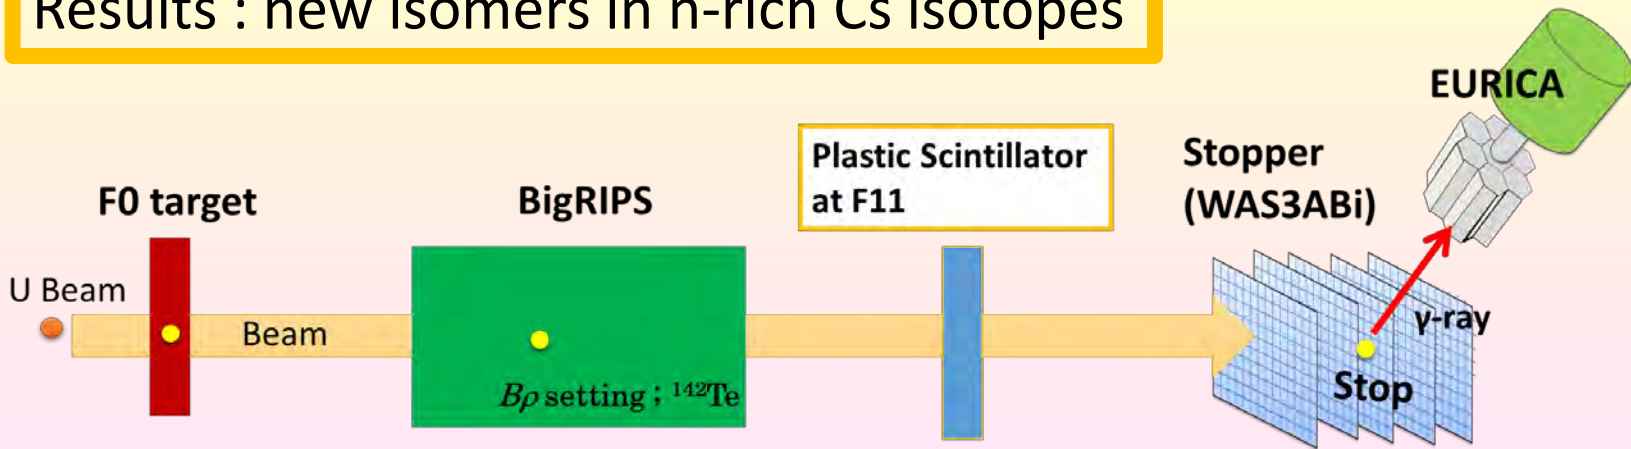 Results : new isomers in n-rich Cs isotopes
EURICA
Plastic Scintillator
at F11
Stopper
(WAS3ABi)
F0 target
BigRIPS
U Beam
Beam
γ-ray
Bρ setting ; ¹⁴²Te
Stop